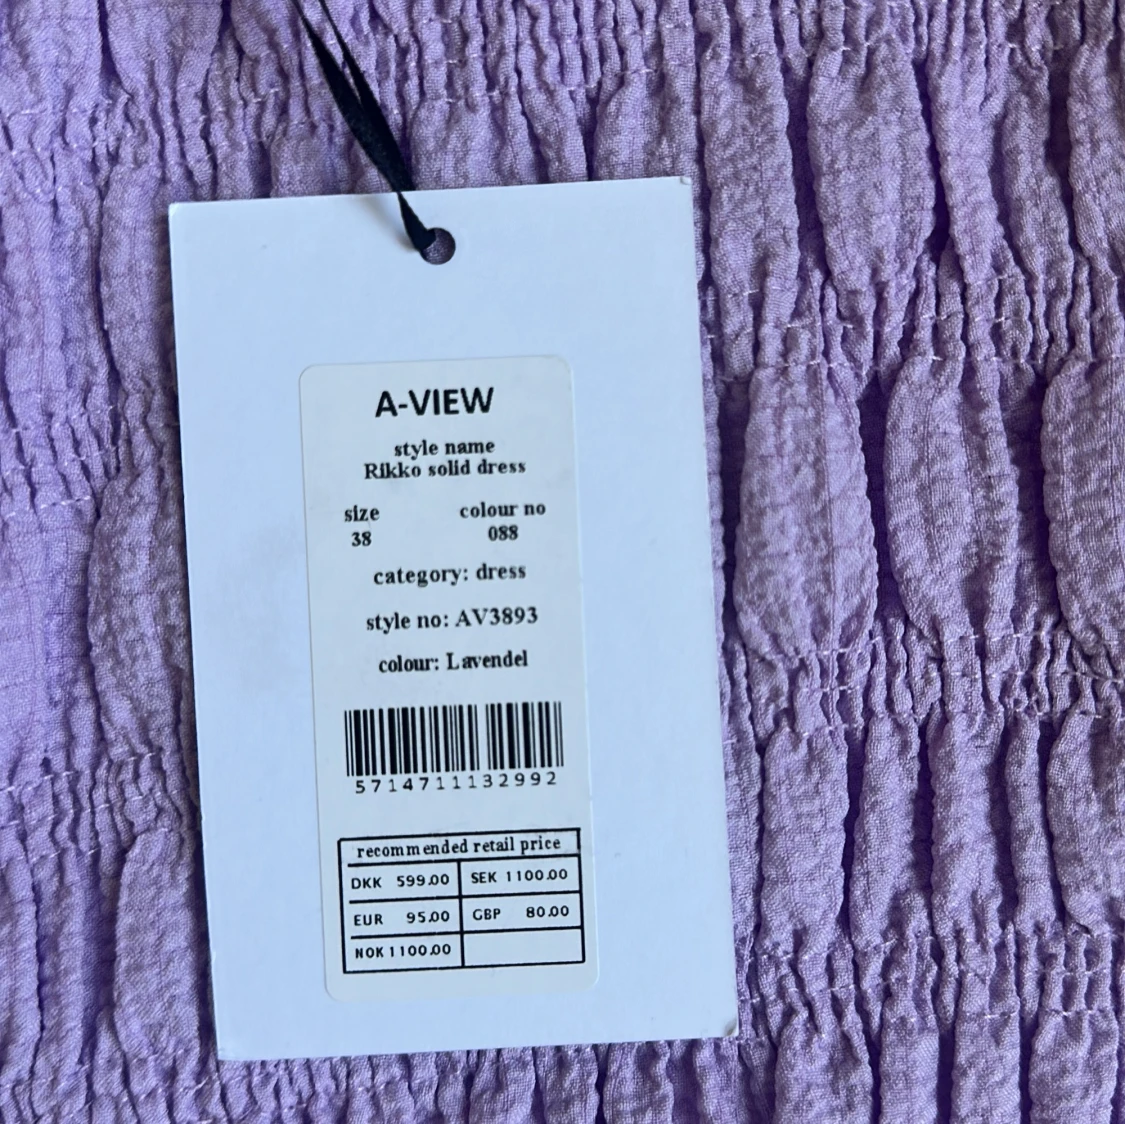 A-VIEW
style name
Rikko solid dress
size colour no
38 088
category: dress
style no: AV3893
colour: Lavendel
5714711132992
recommended retail price
DKK 599.00 SEK 1100.00
EUR 95.00 GBP 80.00
NOK 1100.00